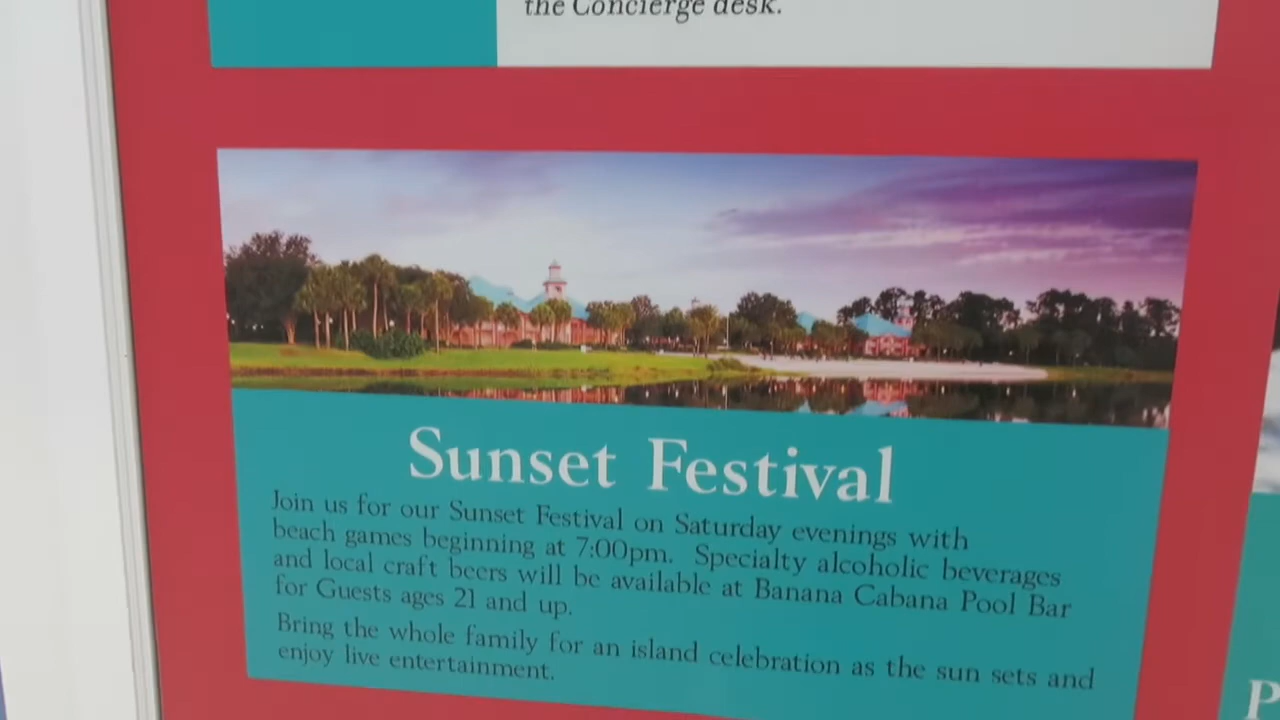 the Concierge desk.
Sunset Festival
Join us for our Sunset Festival on Saturday evenings with
beach games beginning at 7:00pm. Specialty alcoholic beverages
and local craft beers will be available at Banana Cabana Pool Bar
for Guests ages 21 and up.
Bring the whole family for an island celebration as the sun sets and
enjoy live entertainment.
P